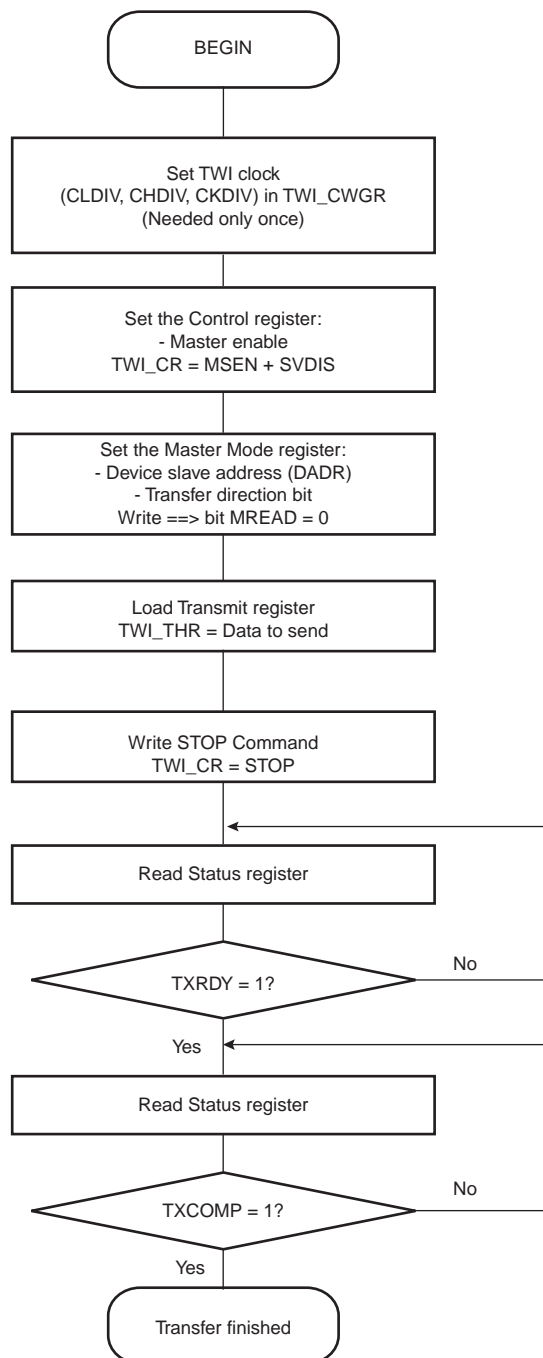 BEGIN
Set TWI clock
(CLDIV, CHDIV, CKDIV) in TWI_CWGR
(Needed only once)
Set the Control register:
- Master enable
TWI_CR = MSEN + SVDIS
Set the Master Mode register:
- Device slave address (DADR)
- Transfer direction bit
Write ==> bit MREAD = 0
Load Transmit register
TWI_THR = Data to send
Write STOP Command
TWI_CR = STOP
Read Status register
TXRDY = 1?
No
Yes
Read Status register
TXCOMP = 1?
No
Yes
Transfer finished